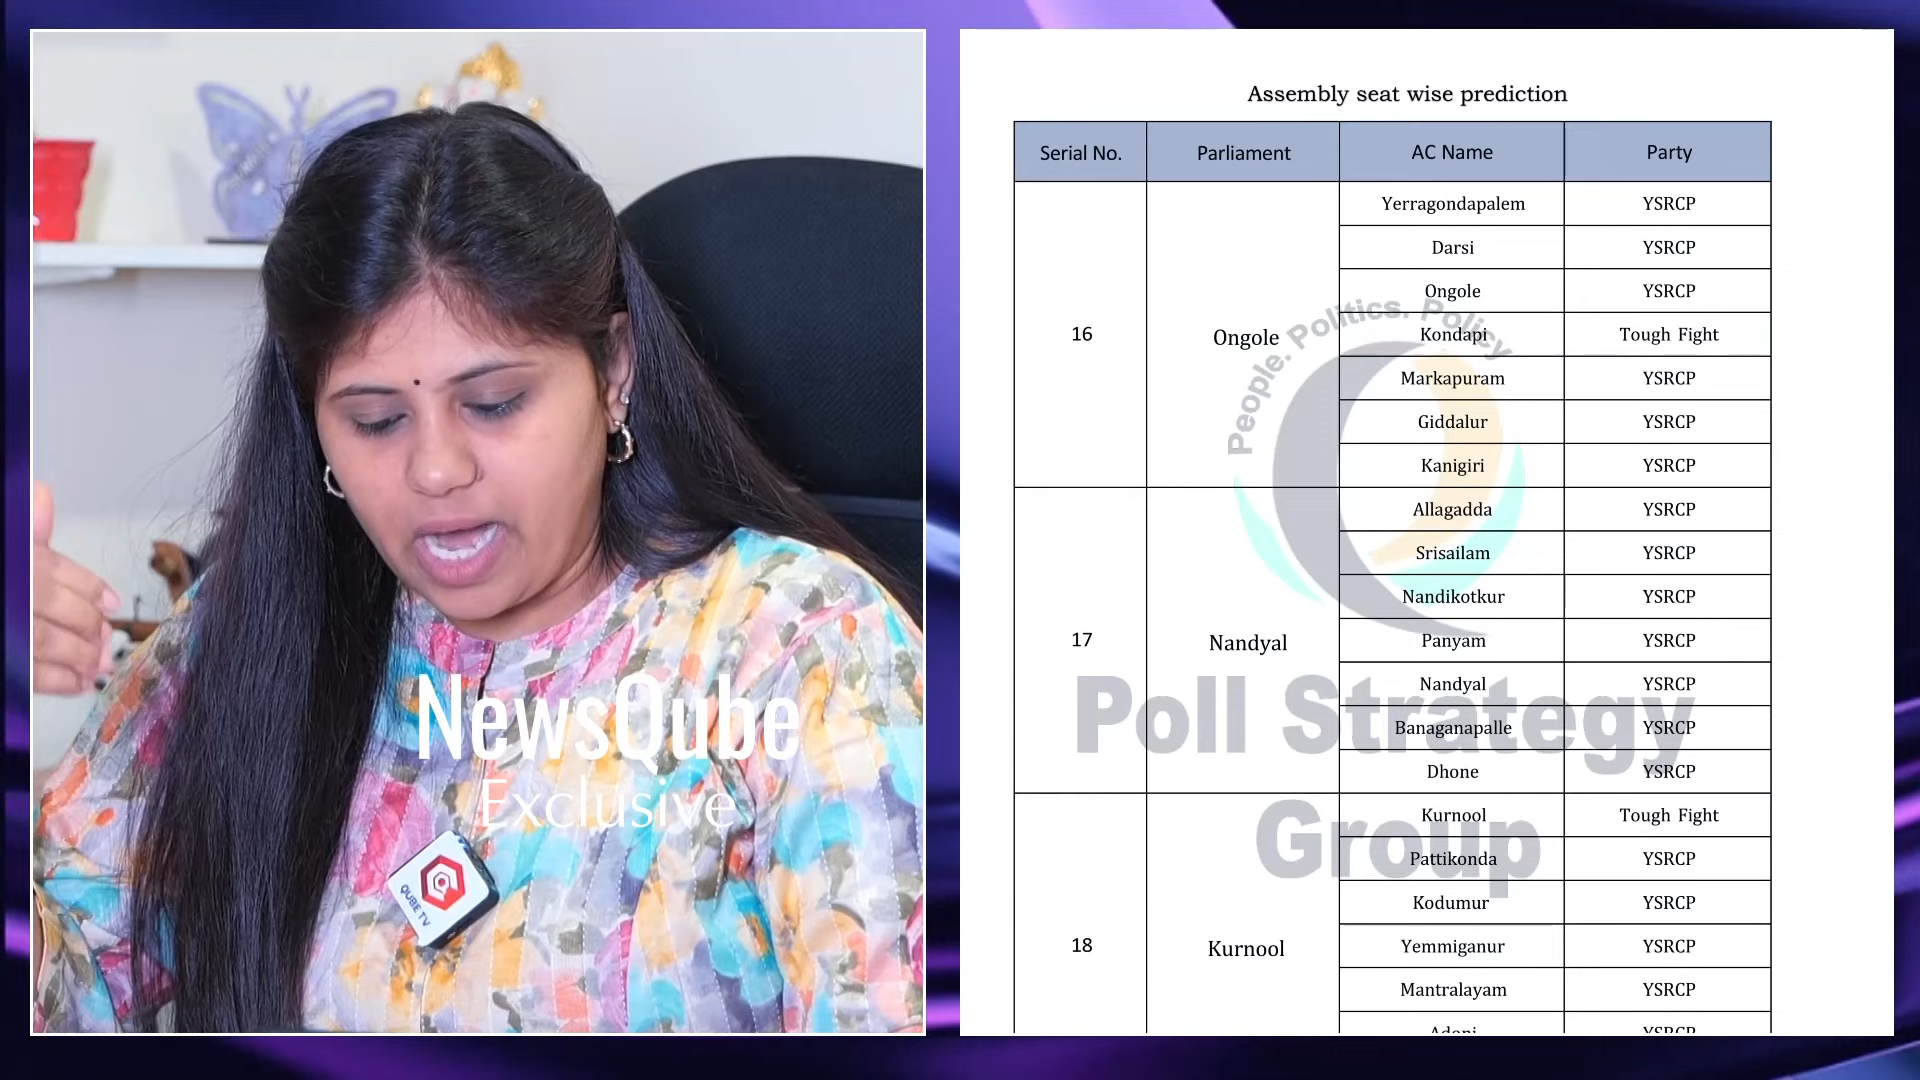 NewsQube
Exclusive
QUBE TV
Assembly seat wise prediction
Serial No. Parliament AC Name Party
16 Ongole Yerragondapalem YSRCP
Darsi YSRCP
Ongole YSRCP
Kondapi Tough Fight
Markapuram YSRCP
Giddalur YSRCP
Kanigiri YSRCP
17 Nandyal Allagadda YSRCP
Srisailam YSRCP
Nandikotkur YSRCP
Panyam YSRCP
Nandyal YSRCP
Banaganapalle YSRCP
Dhone YSRCP
18 Kurnool Kurnool Tough Fight
Pattikonda YSRCP
Kodumur YSRCP
Yemmiganur YSRCP
Mantralayam YSRCP
Adoni YSRCP
People. Politics. Policy
Poll Strategy
Group